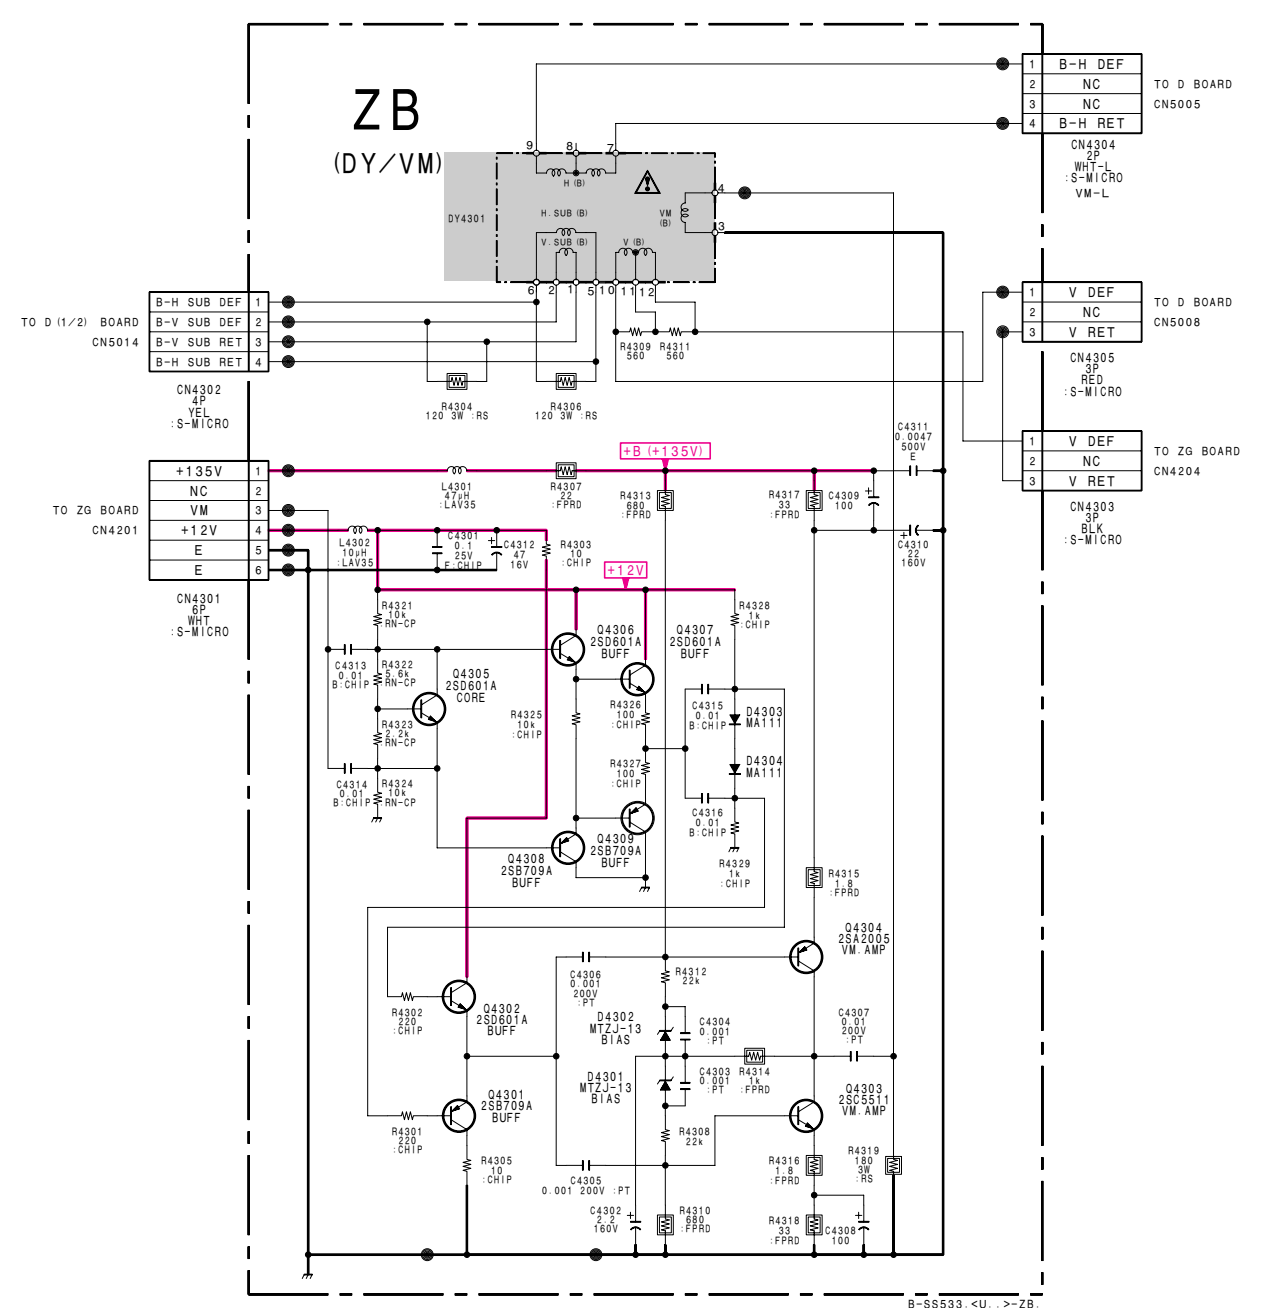 ZB
(DY/VM)
1 B-H DEF
2 NC
3 NC
4 B-H RET
TO D BOARD
CN5005
CN4304
2P
WHT-L
:S-MICRO
VM-L
9 8 7
H (B)
4
DY4301
H. SUB (B)
VM
(B)
3
V. SUB (B)
V (B)
6 2 1 5 10 11 12
B-H SUB DEF 1
B-V SUB DEF 2
B-V SUB RET 3
B-H SUB RET 4
TO D (1/2) BOARD
CN5014
CN4302
4P
YEL
:S-MICRO
1 V DEF
2 NC
3 V RET
TO D BOARD
CN5008
CN4305
3P
RED
:S-MICRO
R4309
560
R4311
560
R4304
120 3W :RS
R4306
120 3W :RS
1 V DEF
2 NC
3 V RET
TO ZG BOARD
CN4204
CN4303
3P
BLK
:S-MICRO
C4311
0.0047
500V
E
+B (+135V)
+135V 1
NC 2
VM 3
+12V 4
E 5
E 6
TO ZG BOARD
CN4201
CN4301
6P
WHT
:S-MICRO
L4301
47µH
:LAV35
R4307
22
:FPRD
R4313
680
:FPRD
R4317
33
:FPRD
C4309
100
+
C4310
22
160V
+
L4302
10µH
:LAV35
C4301
0.1
25V
F:CHIP
C4312
47
16V
+
R4303
10
:CHIP
+12V
R4321
10k
:RN-CP
Q4306
2SD601A
BUFF
Q4307
2SD601A
BUFF
R4328
1k
:CHIP
C4313
0.01
B:CHIP
R4322
5.6k
:RN-CP
Q4305
2SD601A
CORE
R4323
2.2k
:RN-CP
R4325
10k
:CHIP
R4326
100
:CHIP
C4315
0.01
B:CHIP
D4303
MA111
C4314
0.01
B:CHIP
R4324
10k
:RN-CP
R4327
100
:CHIP
D4304
MA111
C4316
0.01
B:CHIP
Q4308
2SB709A
BUFF
Q4309
2SB709A
BUFF
R4329
1k
:CHIP
R4315
1.8
:FPRD
Q4304
2SA2005
VM.AMP
C4306
0.001
200V
:PT
R4312
22k
R4302
220
:CHIP
Q4302
2SD601A
BUFF
D4302
MTZJ-13
BIAS
C4304
0.001
:PT
C4307
0.01
200V
:PT
D4301
MTZJ-13
BIAS
C4303
0.001
:PT
R4314
1k
:FPRD
Q4301
2SB709A
BUFF
Q4303
2SC5511
VM.AMP
R4301
220
:CHIP
R4308
22k
R4305
10
:CHIP
C4305
0.001 200V :PT
R4316
1.8
:FPRD
R4319
180
3W
:RS
C4302
2.2
160V
+
R4310
680
:FPRD
R4318
33
:FPRD
C4308
100
+
B-SS533.<U..>-ZB.